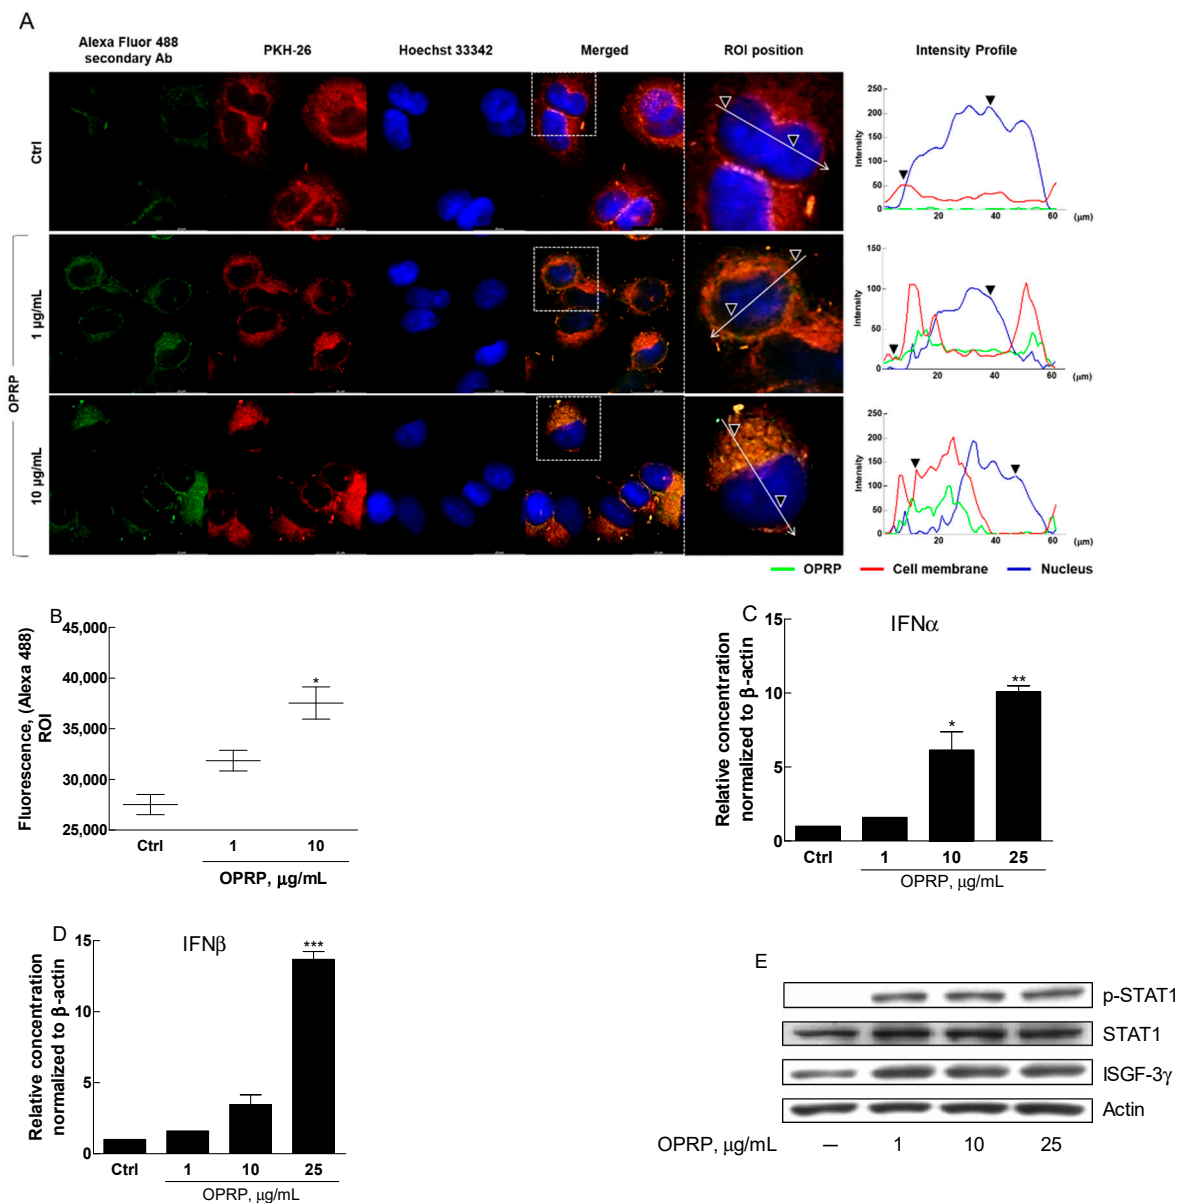 A
Alexa Fluor 488
secondary Ab
PKH-26
Hoechst 33342
Merged
ROI position
Intensity Profile
Ctrl
OPRP
1 µg/mL
10 µg/mL
Intensity
250
200
150
100
50
0
20
40
60
(µm)
Intensity
150
100
50
0
20
40
60
(µm)
Intensity
250
200
150
100
50
0
20
40
60
(µm)
OPRP
Cell membrane
Nucleus
B
Fluorescence, (Alexa 488)
ROI
45,000
40,000
35,000
30,000
25,000
*
Ctrl
1
10
OPRP, µg/mL
C
IFNα
Relative concentration
normalized to β-actin
15
10
5
0
*
**
Ctrl
1
10
25
OPRP, µg/mL
D
IFNβ
Relative concentration
normalized to β-actin
15
10
5
0
***
Ctrl
1
10
25
OPRP, µg/mL
E
p-STAT1
STAT1
ISGF-3γ
Actin
OPRP, µg/mL – 1 10 25